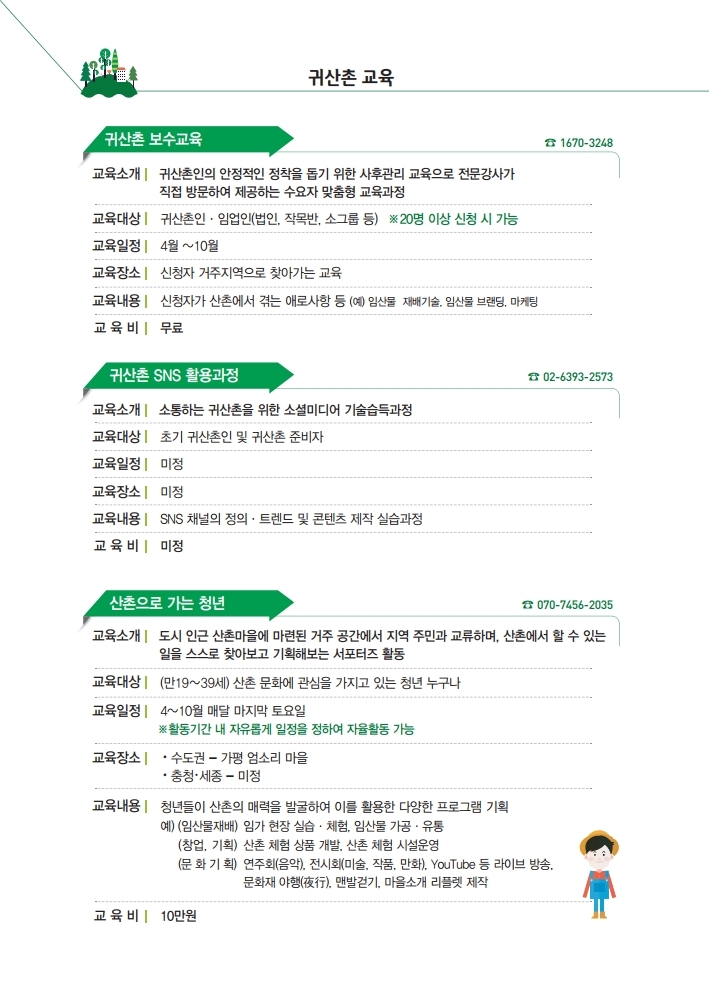 귀산촌 교육
귀산촌 보수교육
☎ 1670-3248
교육소개 귀산촌인의 안정적인 정착을 돕기 위한 사후관리 교육으로 전문강사가
직접 방문하여 제공하는 수요자 맞춤형 교육과정
교육대상 귀산촌인 · 임업인(법인, 작목반, 소그룹 등) ※20명 이상 신청 시 가능
교육일정 4월 ~10월
교육장소 신청자 거주지역으로 찾아가는 교육
교육내용 신청자가 산촌에서 겪는 애로사항 등 (예) 임산물 재배기술, 임산물 브랜딩, 마케팅
교 육 비 무료
귀산촌 SNS 활용과정
☎ 02-6393-2573
교육소개 소통하는 귀산촌을 위한 소셜미디어 기술습득과정
교육대상 초기 귀산촌인 및 귀산촌 준비자
교육일정 미정
교육장소 미정
교육내용 SNS 채널의 정의 · 트렌드 및 콘텐츠 제작 실습과정
교 육 비 미정
산촌으로 가는 청년
☎ 070-7456-2035
교육소개 도시 인근 산촌마을에 마련된 거주 공간에서 지역 주민과 교류하며, 산촌에서 할 수 있는
일을 스스로 찾아보고 기획해보는 서포터즈 활동
교육대상 (만19~39세) 산촌 문화에 관심을 가지고 있는 청년 누구나
교육일정 4~10월 매달 마지막 토요일
※활동기간 내 자유롭게 일정을 정하여 자율활동 가능
교육장소 · 수도권 - 가평 엄소리 마을
· 충청·세종 - 미정
교육내용 청년들이 산촌의 매력을 발굴하여 이를 활용한 다양한 프로그램 기획
예) (임산물재배) 임가 현장 실습 · 체험, 임산물 가공 · 유통
(창업, 기획) 산촌 체험 상품 개발, 산촌 체험 시설운영
(문 화 기 획) 연주회(음악), 전시회(미술, 작품, 만화), YouTube 등 라이브 방송,
문화재 야행(夜行), 맨발걷기, 마을소개 리플렛 제작
교 육 비 10만원